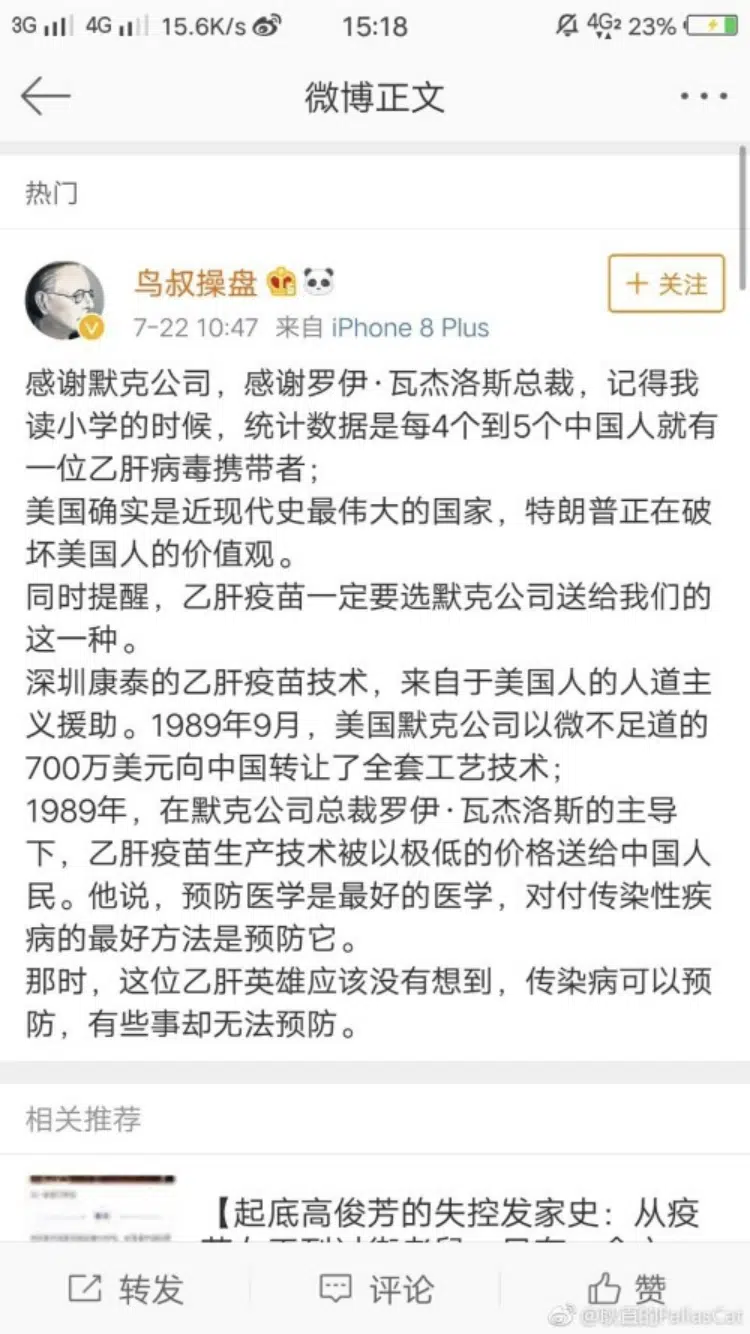 3G 4G 15.6K/s 15:18 4G2 23%
微博正文
热门
鸟叔操盘
+ 关注
7-22 10:47 来自 iPhone 8 Plus
感谢默克公司，感谢罗伊·瓦杰洛斯总裁，记得我
读小学的时候，统计数据是每4个到5个中国人就有
一位乙肝病毒携带者；
美国确实是近现代史最伟大的国家，特朗普正在破
坏美国人的价值观。
同时提醒，乙肝疫苗一定要选默克公司送给我们的
这一种。
深圳康泰的乙肝疫苗技术，来自于美国人的人道主
义援助。1989年9月，美国默克公司以微不足道的
700万美元向中国转让了全套工艺技术；
1989年，在默克公司总裁罗伊·瓦杰洛斯的主导
下，乙肝疫苗生产技术被以极低的价格送给中国人
民。他说，预防医学是最好的医学，对付传染性疾
病的最好方法是预防它。
那时，这位乙肝英雄应该没有想到，传染病可以预
防，有些事却无法预防。
相关推荐
【起底高俊芳的失控发家史：从疫
转发 评论 赞
@耿直的PallasCat